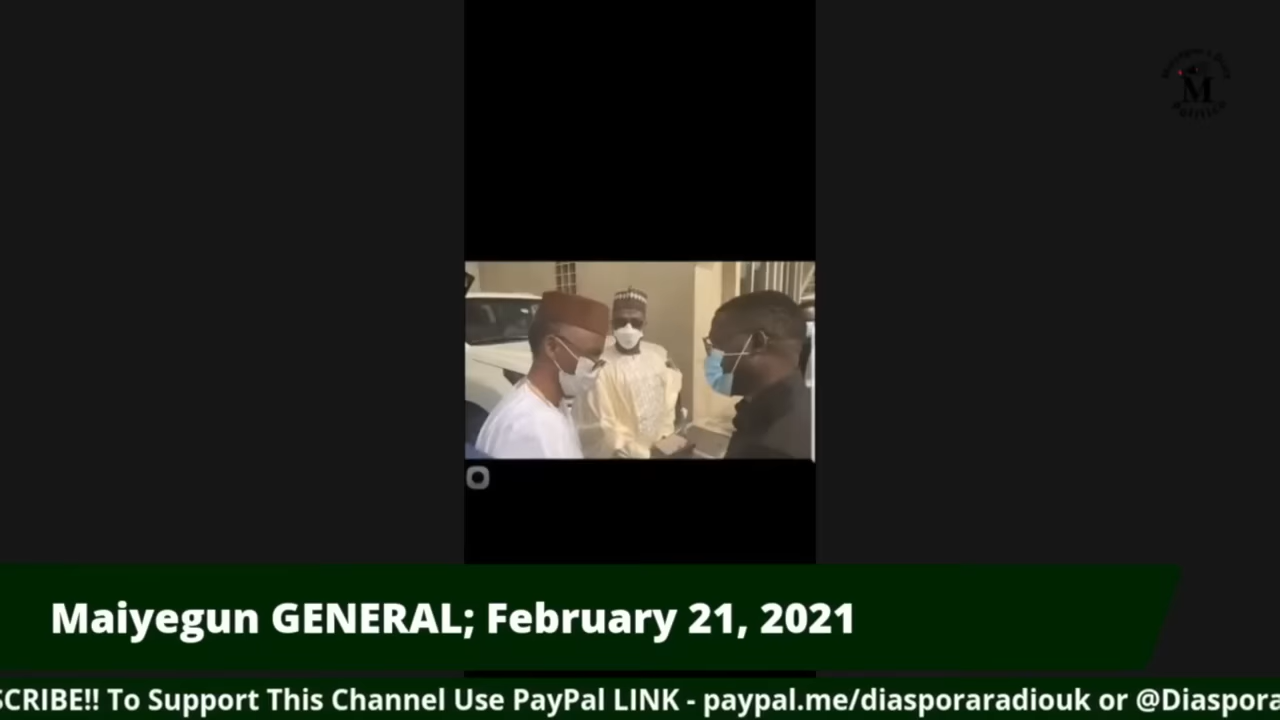 M
Maiyegun GENERAL; February 21, 2021
SCRIBE!! To Support This Channel Use PayPal LINK - paypal.me/diasporaradiouk or @Diaspora